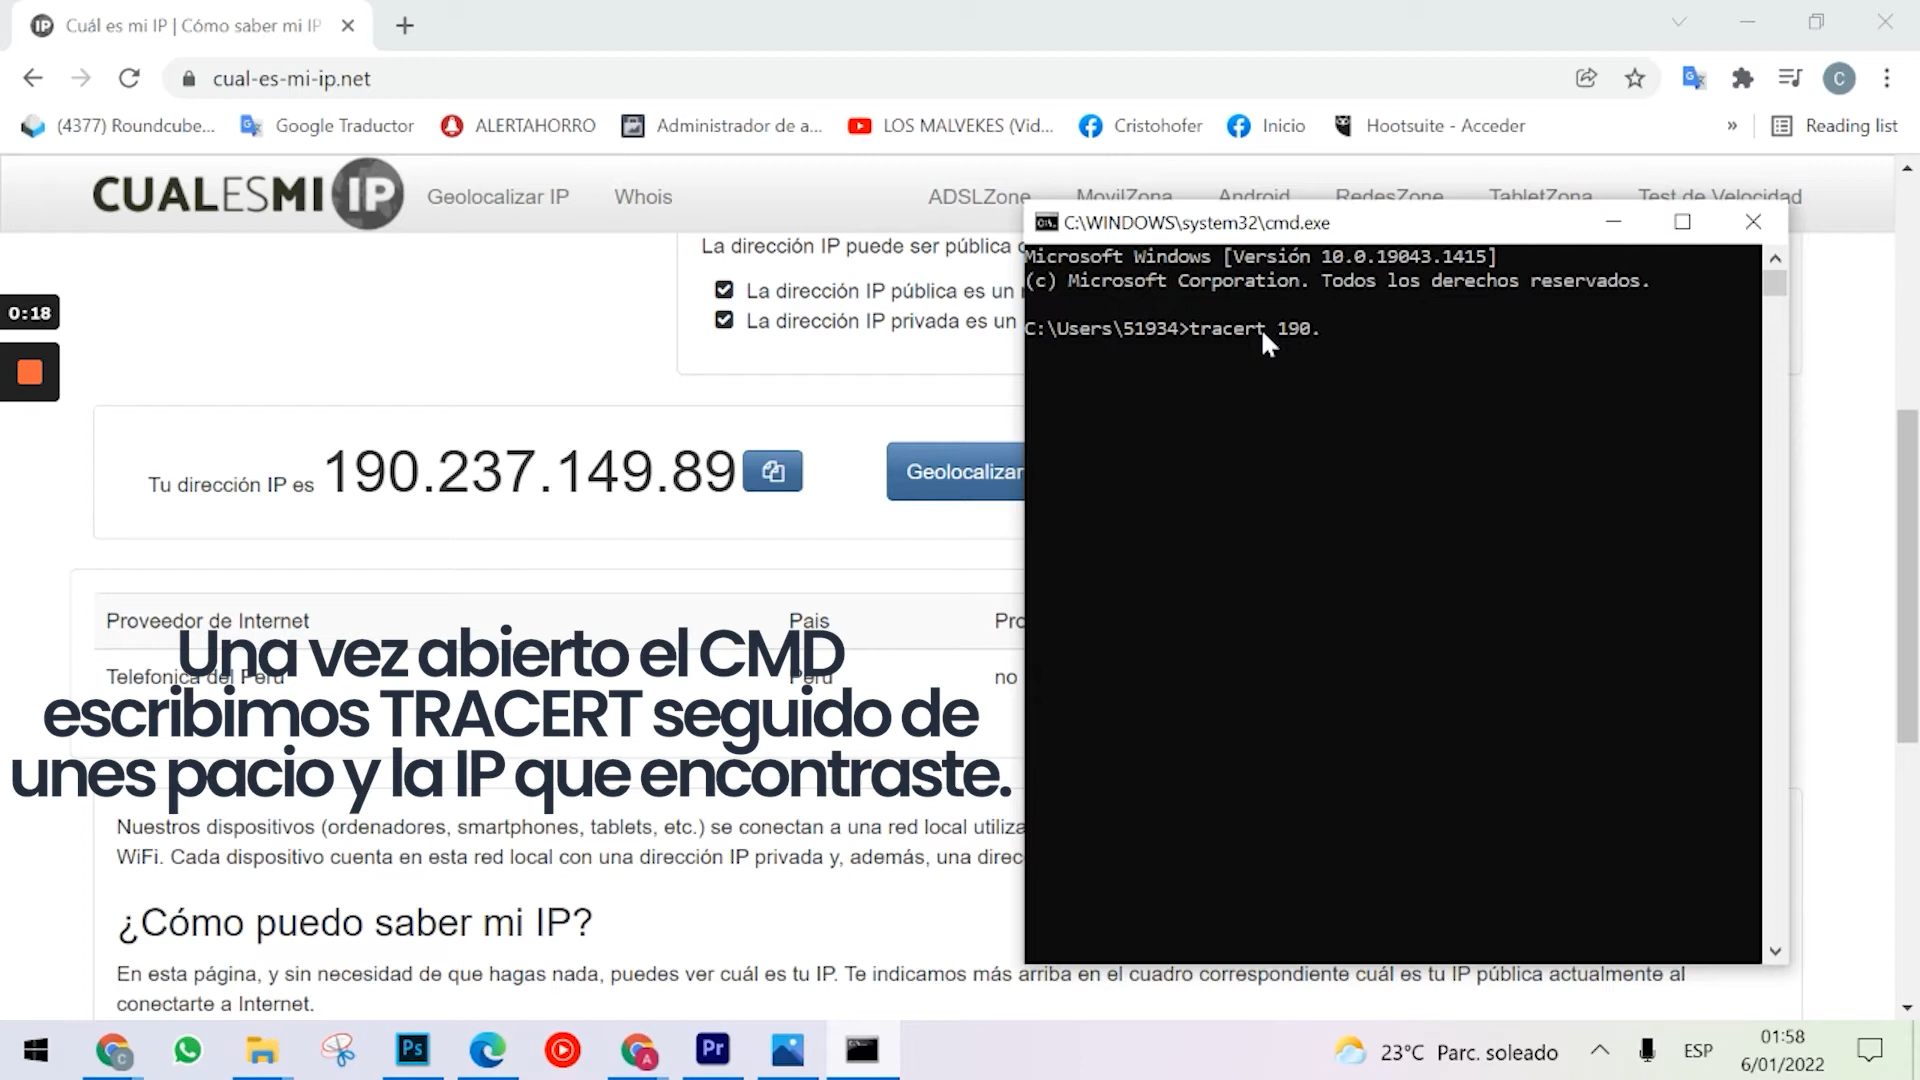 Cuál es mi IP | Cómo saber mi IP
cual-es-mi-ip.net
(4377) Roundcube...
Google Traductor
ALERTAHORRO
Administrador de a...
LOS MALVEKES (Vid...
Cristohofer
Inicio
Hootsuite - Acceder
»
Reading list
CUALESMI IP
Geolocalizar IP
Whois
ADSLZone
MovilZona
Android
RedesZone
TabletZona
Test de Velocidad
La dirección IP puede ser pública
La dirección IP pública es un
La dirección IP privada es un
C:\WINDOWS\system32\cmd.exe
Microsoft Windows [Versión 10.0.19043.1415]
(c) Microsoft Corporation. Todos los derechos reservados.
C:\Users\51934>tracert 190.
0:18
Tu dirección IP es 190.237.149.89
Geolocalizar
Proveedor de Internet
Pais
Telefonica del Peru
Peru
no
Una vez abierto el CMD
escribimos TRACERT seguido de
unes pacio y la IP que encontraste.
Nuestros dispositivos (ordenadores, smartphones, tablets, etc.) se conectan a una red local
WiFi. Cada dispositivo cuenta en esta red local con una dirección IP privada y, además, una
¿Cómo puedo saber mi IP?
En esta página, y sin necesidad de que hagas nada, puedes ver cuál es tu IP. Te indicamos más arriba en el cuadro correspondiente cuál es tu IP pública actualmente al
conectarte a Internet.
23°C Parc. soleado
ESP
01:58
6/01/2022